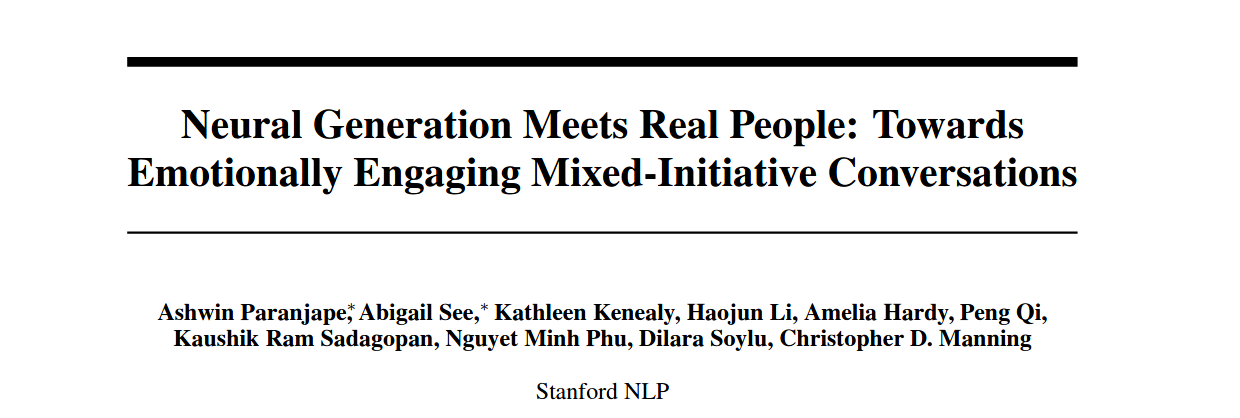 Neural Generation Meets Real People: Towards
Emotionally Engaging Mixed-Initiative Conversations
Ashwin Paranjape,* Abigail See,* Kathleen Kenealy, Haojun Li, Amelia Hardy, Peng Qi,
Kaushik Ram Sadagopan, Nguyet Minh Phu, Dilara Soylu, Christopher D. Manning
Stanford NLP